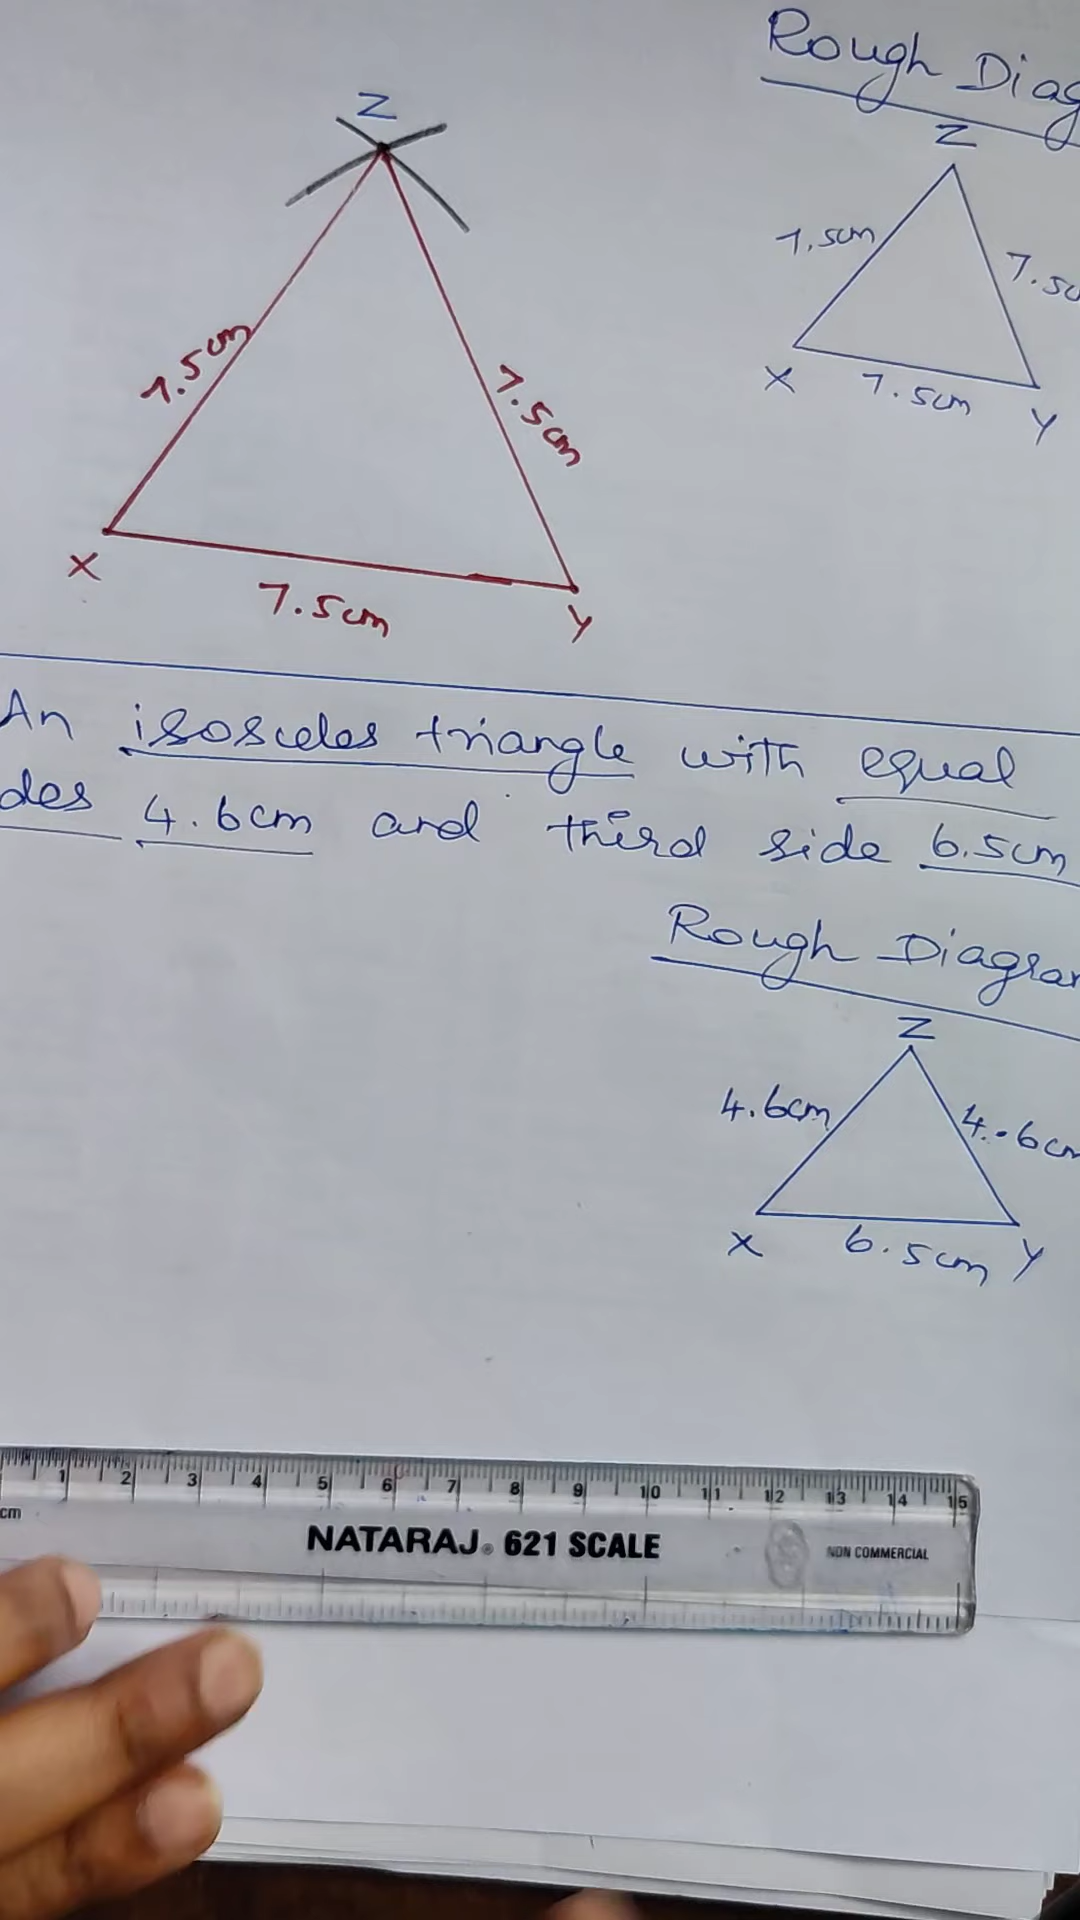 Rough Diag
Z
7.5cm
7.5cm
X
7.5cm
Y
Z
7.5cm
7.5c
X
7.5cm
Y
An isosceles triangle with equal
des 4.6cm and third side 6.5cm
Rough Diagram
Z
4.6cm
4.6cm
X
6.5cm
Y
1 2 3 4 5 6 7 8 9 10 11 12 13 14 15
cm
NATARAJ 621 SCALE
NON COMMERCIAL